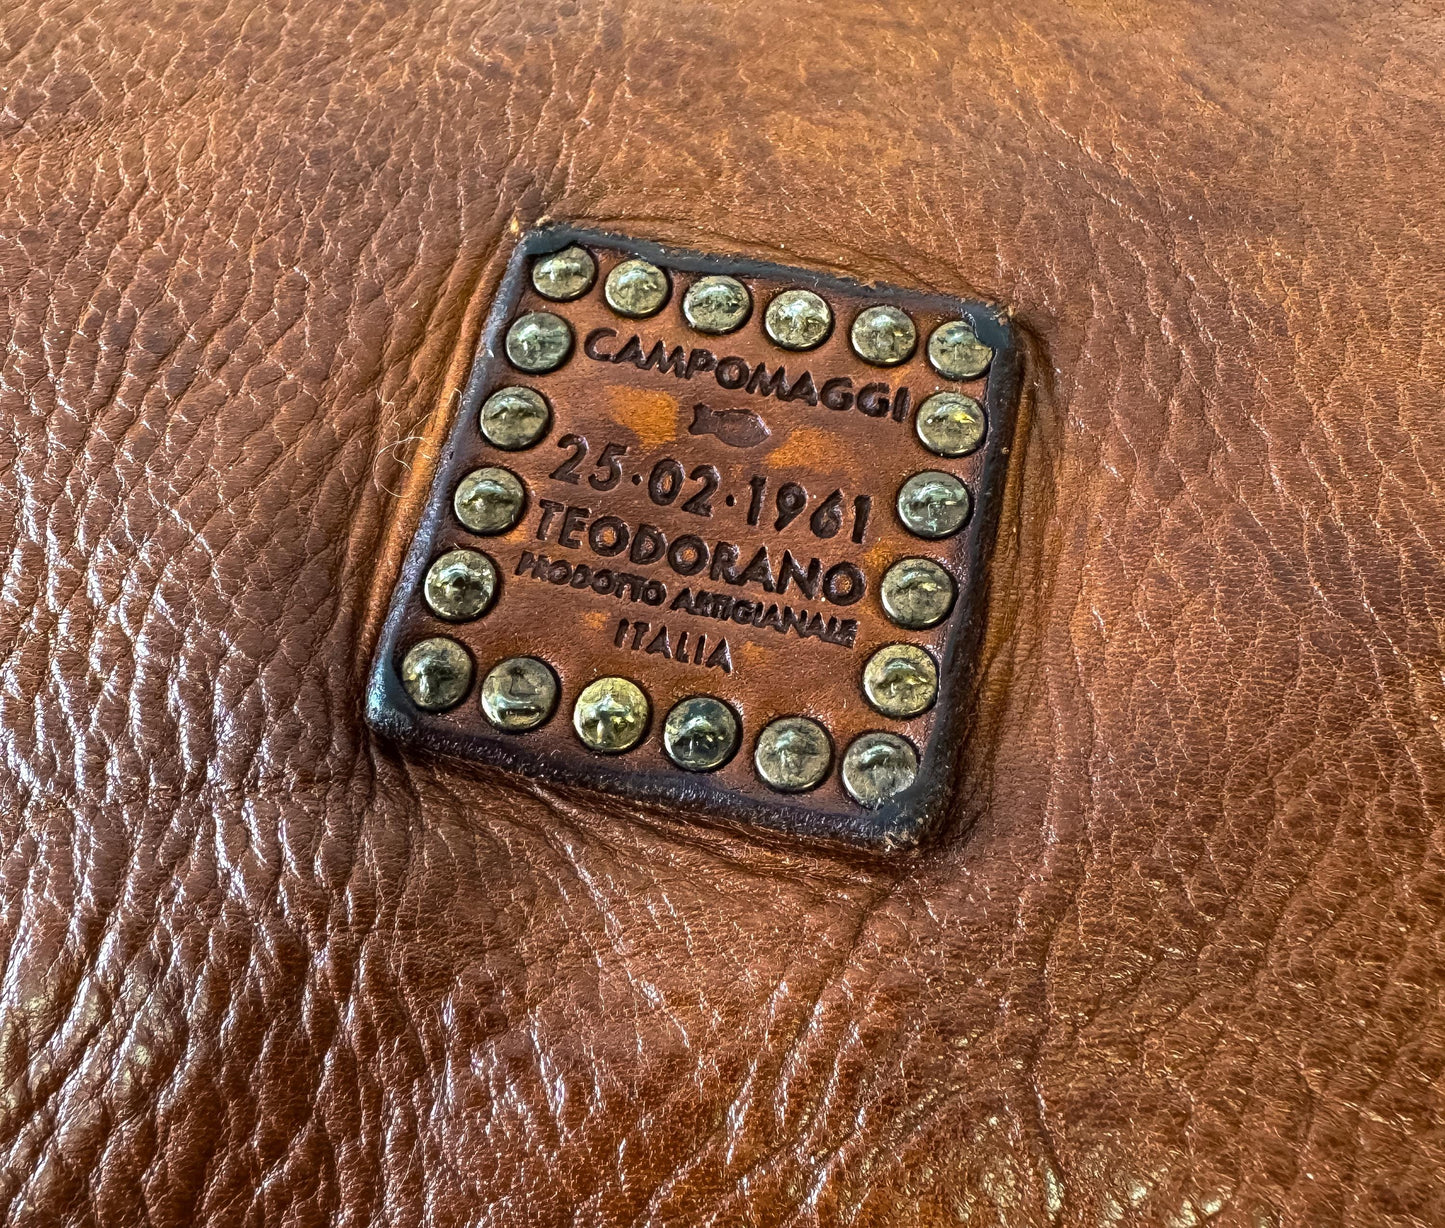 CAMPOMAGGI
25·02·1961
TEODORANO
PRODOTTO ARTIGIANALE
ITALIA